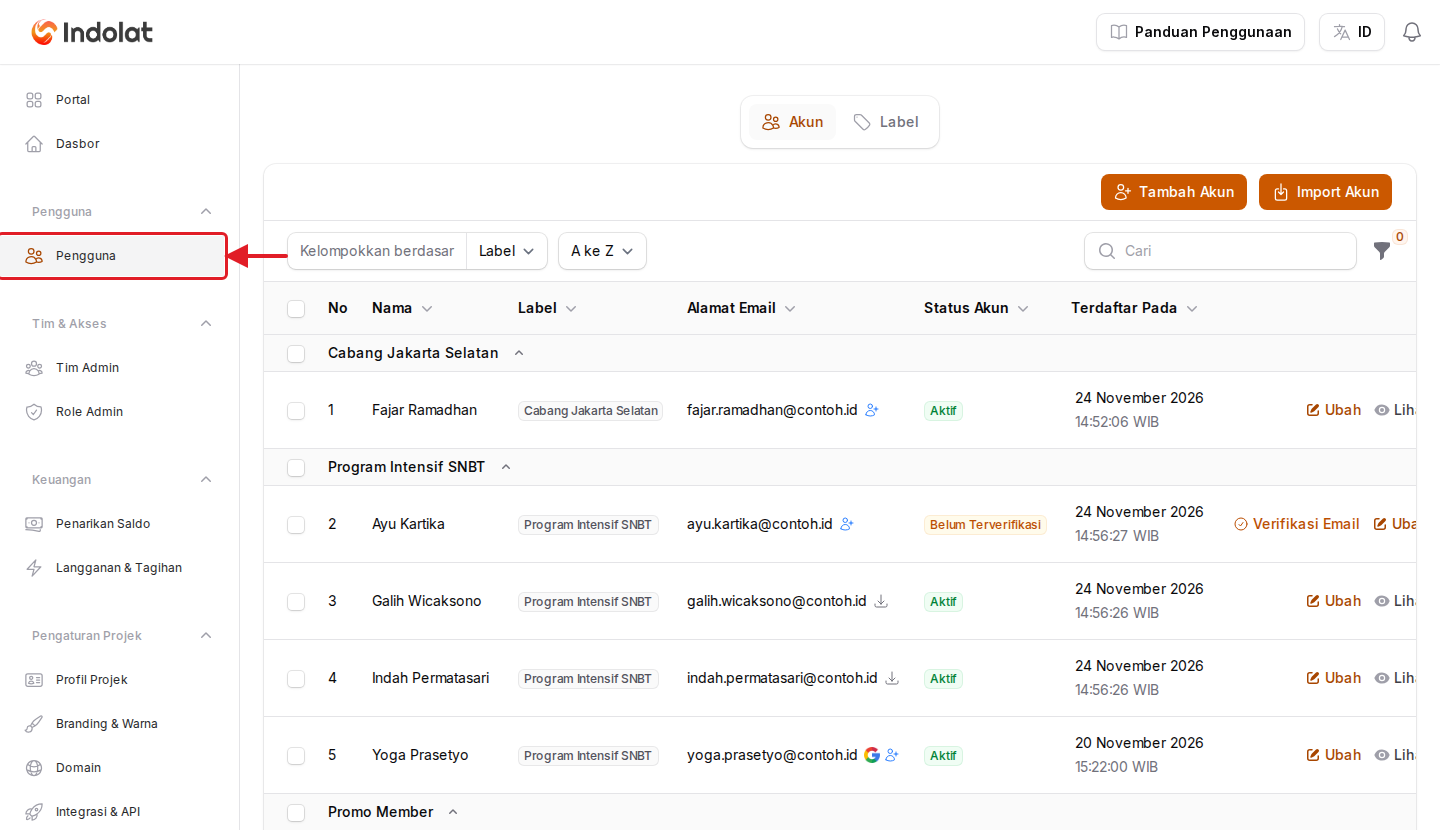 Indolat
Panduan Penggunaan
ID
Portal
Dasbor
Pengguna
Pengguna
Tim & Akses
Tim Admin
Role Admin
Keuangan
Penarikan Saldo
Langganan & Tagihan
Pengaturan Projek
Profil Projek
Branding & Warna
Domain
Integrasi & API
Akun
Label
Tambah Akun
Import Akun
Kelompokkan berdasar
Label
A ke Z
Cari
0
No Nama Label Alamat Email Status Akun Terdaftar Pada
Cabang Jakarta Selatan
1 Fajar Ramadhan Cabang Jakarta Selatan fajar.ramadhan@contoh.id Aktif 24 November 2026 Ubah Liha
14:52:06 WIB
Program Intensif SNBT
2 Ayu Kartika Program Intensif SNBT ayu.kartika@contoh.id Belum Terverifikasi 24 November 2026 Verifikasi Email Uba
14:56:27 WIB
3 Galih Wicaksono Program Intensif SNBT galih.wicaksono@contoh.id Aktif 24 November 2026 Ubah Liha
14:56:26 WIB
4 Indah Permatasari Program Intensif SNBT indah.permatasari@contoh.id Aktif 24 November 2026 Ubah Liha
14:56:26 WIB
5 Yoga Prasetyo Program Intensif SNBT yoga.prasetyo@contoh.id Aktif 20 November 2026 Ubah Liha
15:22:00 WIB
Promo Member